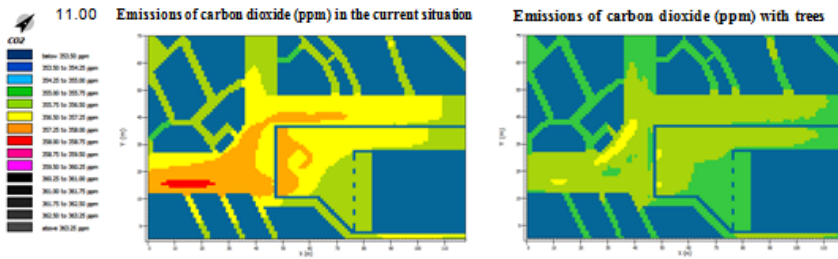 11.00
Emissions of carbon dioxide (ppm) in the current situation
Emissions of carbon dioxide (ppm) with trees
CO2
below 353.50 ppm
353.50 to 354.25 ppm
354.25 to 355.00 ppm
355.00 to 355.75 ppm
355.75 to 356.50 ppm
356.50 to 357.25 ppm
357.25 to 358.00 ppm
358.00 to 358.75 ppm
358.75 to 359.50 ppm
359.50 to 360.25 ppm
360.25 to 361.00 ppm
361.00 to 361.75 ppm
361.75 to 362.50 ppm
362.50 to 363.25 ppm
above 363.25 ppm
Y (m)
X (m)
Y (m)
X (m)